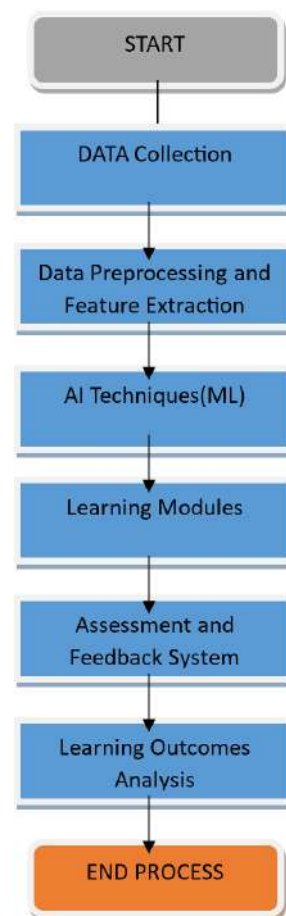 START
DATA Collection
Data Preprocessing and
Feature Extraction
AI Techniques(ML)
Learning Modules
Assessment and
Feedback System
Learning Outcomes
Analysis
END PROCESS